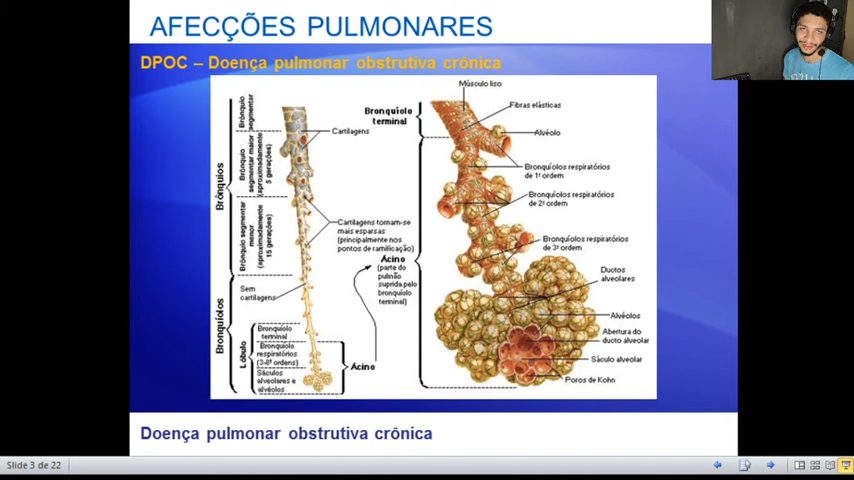 AFECÇÕES PULMONARES
DPOC – Doença pulmonar obstrutiva crônica
Brônquios
Brônquio
segmentar
Brônquio
segmentar maior
(aproximadamente
5 gerações)
Brônquio segmentar
menor
(aproximadamente
15 gerações)
Cartilagens
Cartilagens tornam-se
mais esparsas
(principalmente nos
pontos de ramificação)
Bronquíolos
Sem
cartilagens
Lóbulo
Bronquíolo
terminal
Bronquíolo
respiratórios
(3-8ª ordens)
Sáculos
alveolares e
alvéolos
Ácino
Ácino
(parte do
pulmão
suprida pelo
bronquíolo
terminal)
Bronquíolo
terminal
Músculo liso
Fibras elásticas
Alvéolo
Bronquíolos respiratórios
de 1ª ordem
Bronquíolos respiratórios
de 2ª ordem
Bronquíolos respiratórios
de 3ª ordem
Ductos
alveolares
Alvéolos
Abertura do
ducto alveolar
Sáculo alveolar
Poros de Kohn
Doença pulmonar obstrutiva crônica
Slide 3 de 22